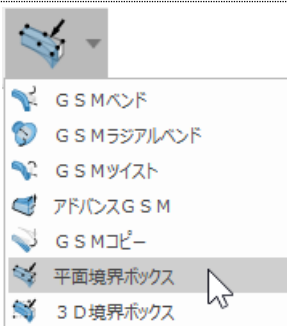 ＧＳＭベンド
ＧＳＭラジアルベンド
ＧＳＭツイスト
アドバンスＧＳＭ
ＧＳＭコピー
平面境界ボックス
３Ｄ境界ボックス